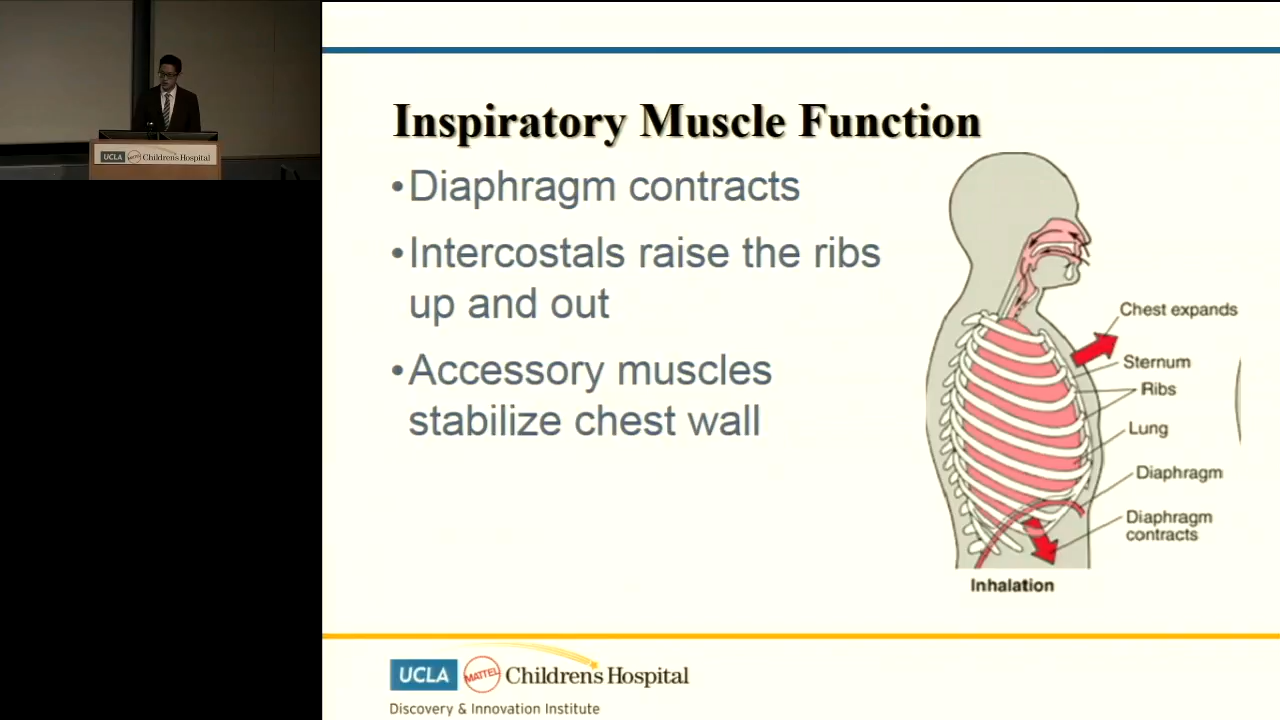 Inspiratory Muscle Function
•Diaphragm contracts
•Intercostals raise the ribs
up and out
•Accessory muscles
stabilize chest wall
Chest expands
Sternum
Ribs
Lung
Diaphragm
Diaphragm
contracts
Inhalation
UCLA MATTEL Children's Hospital
Discovery & Innovation Institute
UCLA Children's Hospital